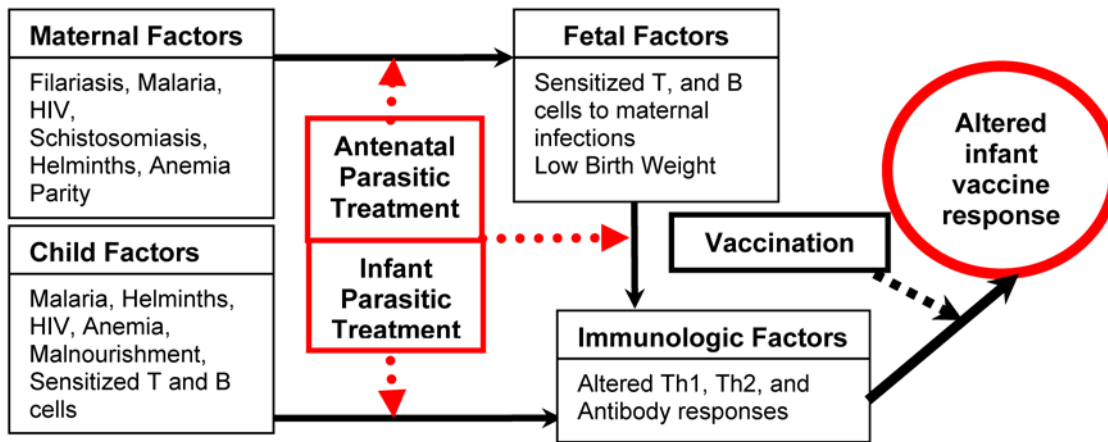 Maternal Factors
Filariasis, Malaria,
HIV,
Schistosomiasis,
Helminths, Anemia
Parity
Fetal Factors
Sensitized T, and B
cells to maternal
infections
Low Birth Weight
Antenatal
Parasitic
Treatment
Infant
Parasitic
Treatment
Child Factors
Malaria, Helminths,
HIV, Anemia,
Malnourishment,
Sensitized T and B
cells
Vaccination
Immunologic Factors
Altered Th1, Th2, and
Antibody responses
Altered
infant
vaccine
response